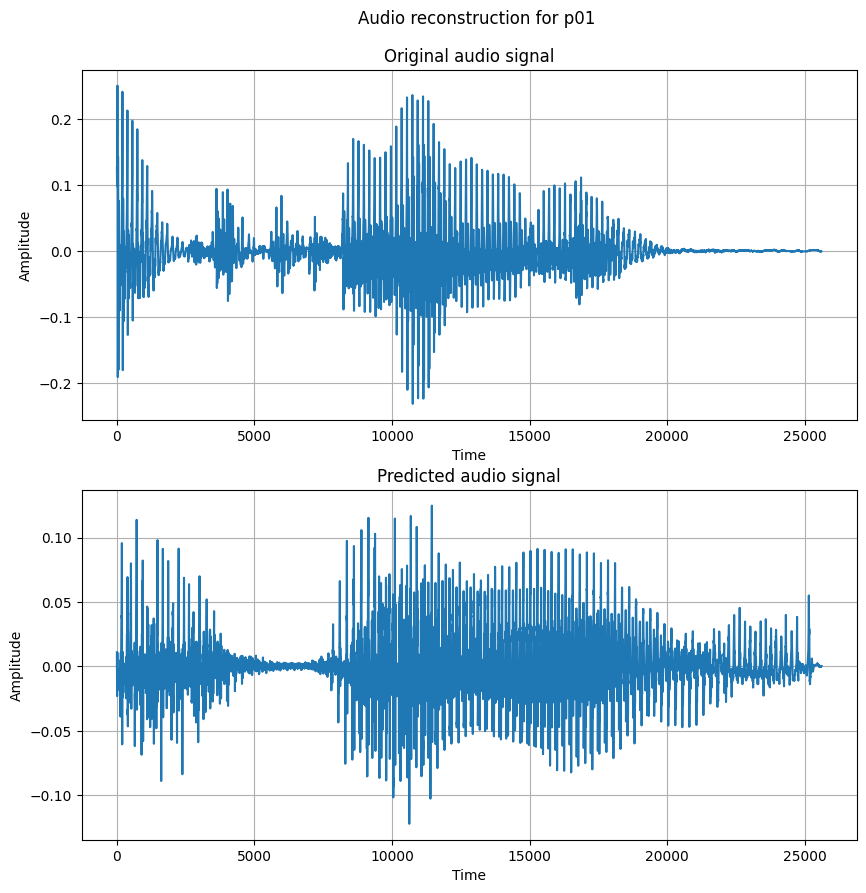 Audio reconstruction for p01
Original audio signal
0.2
0.1
0.0
−0.1
−0.2
Amplitude
0 5000 10000 15000 20000 25000
Time
Predicted audio signal
0.10
0.05
0.00
−0.05
−0.10
Amplitude
0 5000 10000 15000 20000 25000
Time